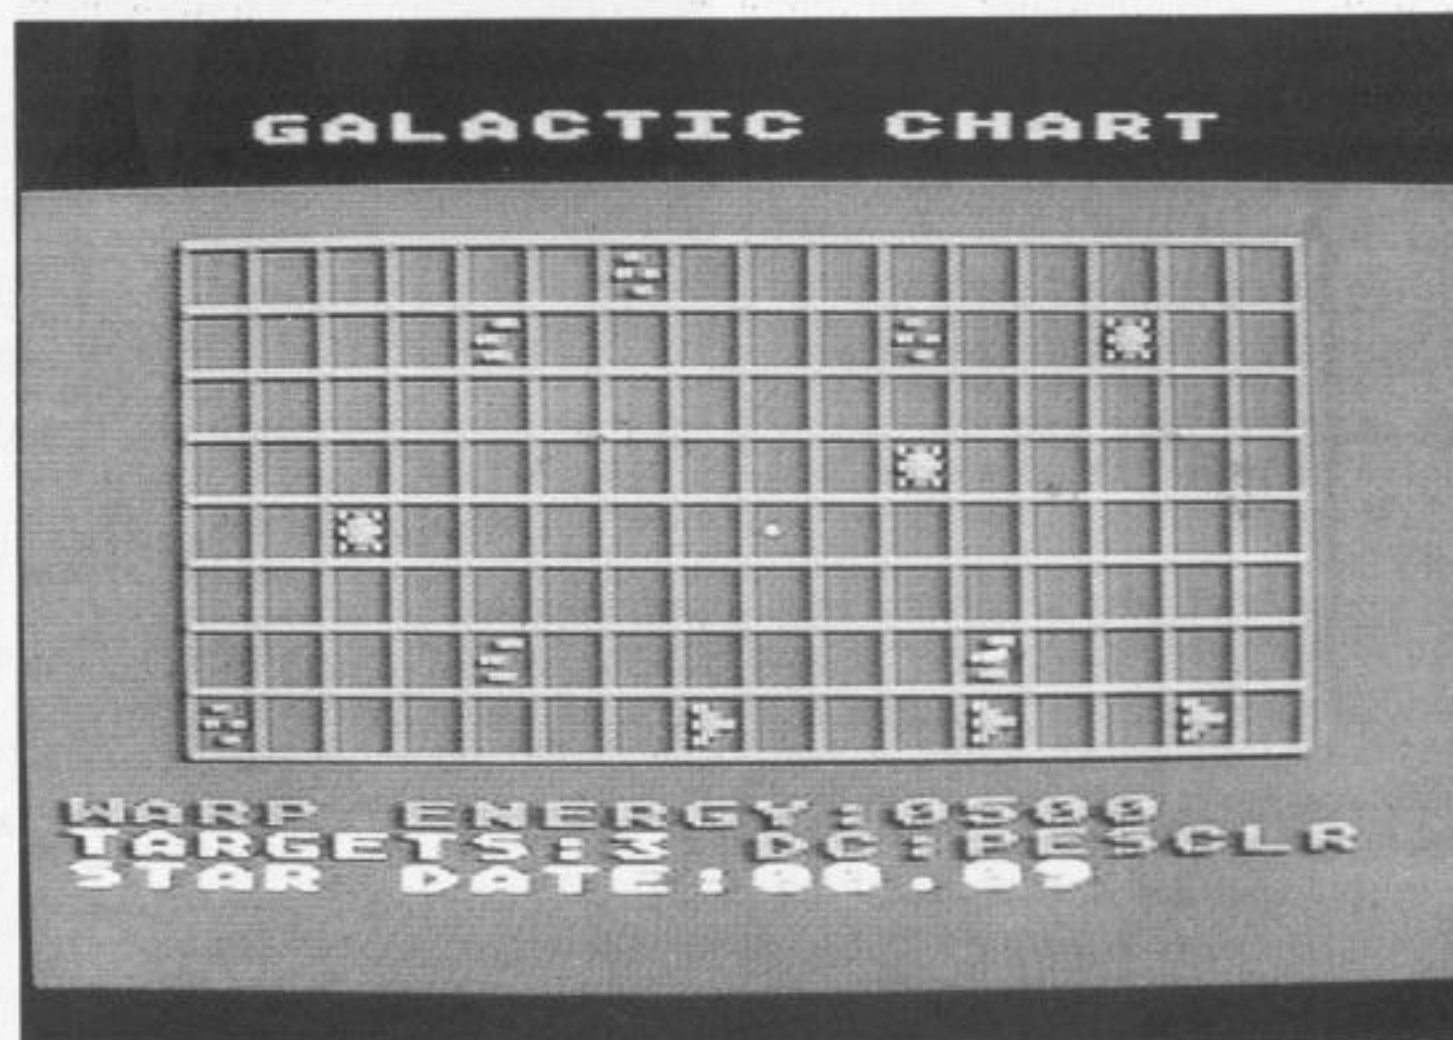 GALACTIC CHART
WARP ENERGY:0500
TARGETS:3 DC:PESCLR
STAR DATE:00.09